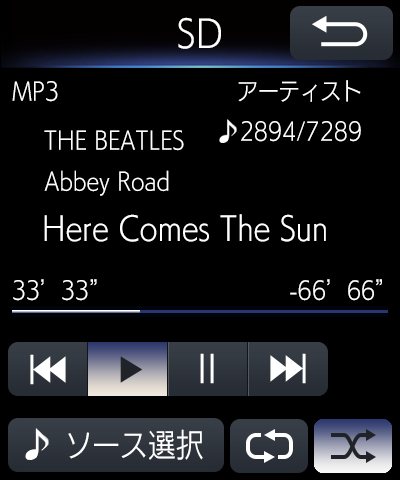 SD
MP3 アーティスト
♪2894/7289
THE BEATLES
Abbey Road
Here Comes The Sun
33’ 33” -66’ 66”
♪ ソース選択